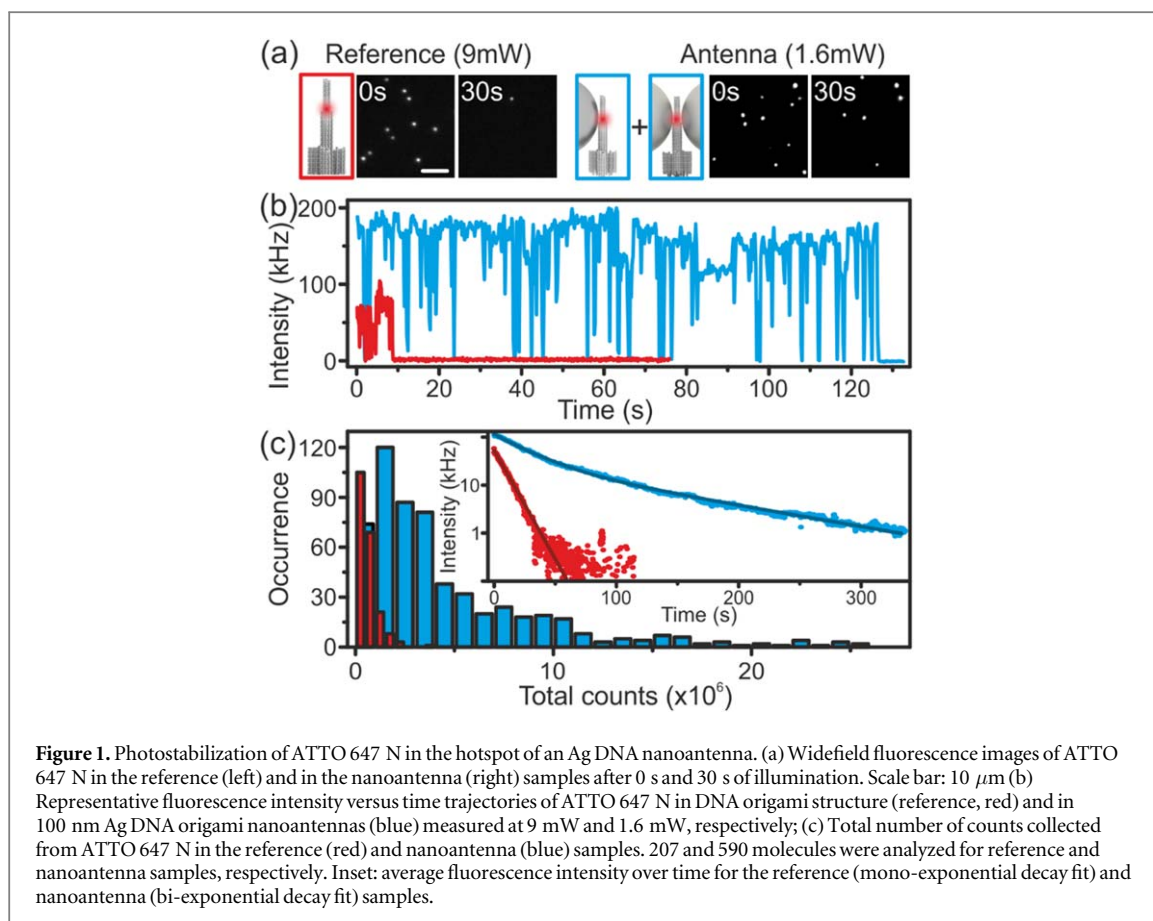 (a) Reference (9mW) Antenna (1.6mW)
0s 30s + 0s 30s
(b)
200
100
0
Intensity (kHz)
0 20 40 60 80 100 120
Time (s)
(c)
120
90
60
30
0
Occurrence
10
1
Intensity (kHz)
0 100 200 300
Time (s)
0 10 20
Total counts (x10⁶)
Figure 1. Photostabilization of ATTO 647 N in the hotspot of an Ag DNA nanoantenna. (a) Widefield fluorescence images of ATTO
647 N in the reference (left) and in the nanoantenna (right) samples after 0 s and 30 s of illumination. Scale bar: 10 μm (b)
Representative fluorescence intensity versus time trajectories of ATTO 647 N in DNA origami structure (reference, red) and in
100 nm Ag DNA origami nanoantennas (blue) measured at 9 mW and 1.6 mW, respectively; (c) Total number of counts collected
from ATTO 647 N in the reference (red) and nanoantenna (blue) samples. 207 and 590 molecules were analyzed for reference and
nanoantenna samples, respectively. Inset: average fluorescence intensity over time for the reference (mono-exponential decay fit) and
nanoantenna (bi-exponential decay fit) samples.